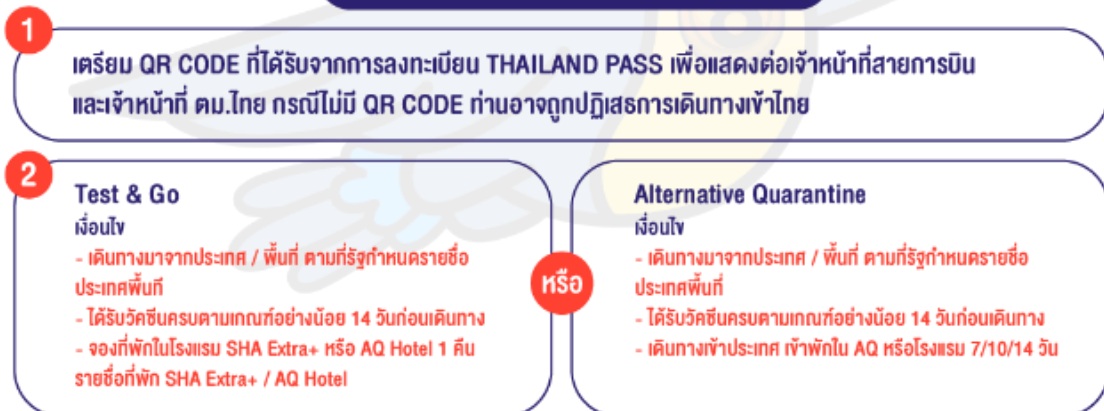 1
เตรียม QR CODE ที่ได้รับจากการลงทะเบียน THAILAND PASS เพื่อแสดงต่อเจ้าหน้าที่สายการบิน
และเจ้าหน้าที่ ตม.ไทย กรณีไม่มี QR CODE ท่านอาจถูกปฏิเสธการเดินทางเข้าไทย
2
Test & Go
เงื่อนไข
- เดินทางมาจากประเทศ / พื้นที่ ตามที่รัฐกำหนดรายชื่อ
ประเทศพื้นที
- ได้รับวัคซีนครบตามเกณฑ์อย่างน้อย 14 วันก่อนเดินทาง
- จองที่พักในโรงแรม SHA Extra+ หรือ AQ Hotel 1 คืน
รายชื่อที่พัก SHA Extra+ / AQ Hotel
หรือ
Alternative Quarantine
เงื่อนไข
- เดินทางมาจากประเทศ / พื้นที่ ตามที่รัฐกำหนดรายชื่อ
ประเทศพื้นที่
- ได้รับวัคซีนครบตามเกณฑ์อย่างน้อย 14 วันก่อนเดินทาง
- เดินทางเข้าประเทศ เข้าพักใน AQ หรือโรงแรม 7/10/14 วัน